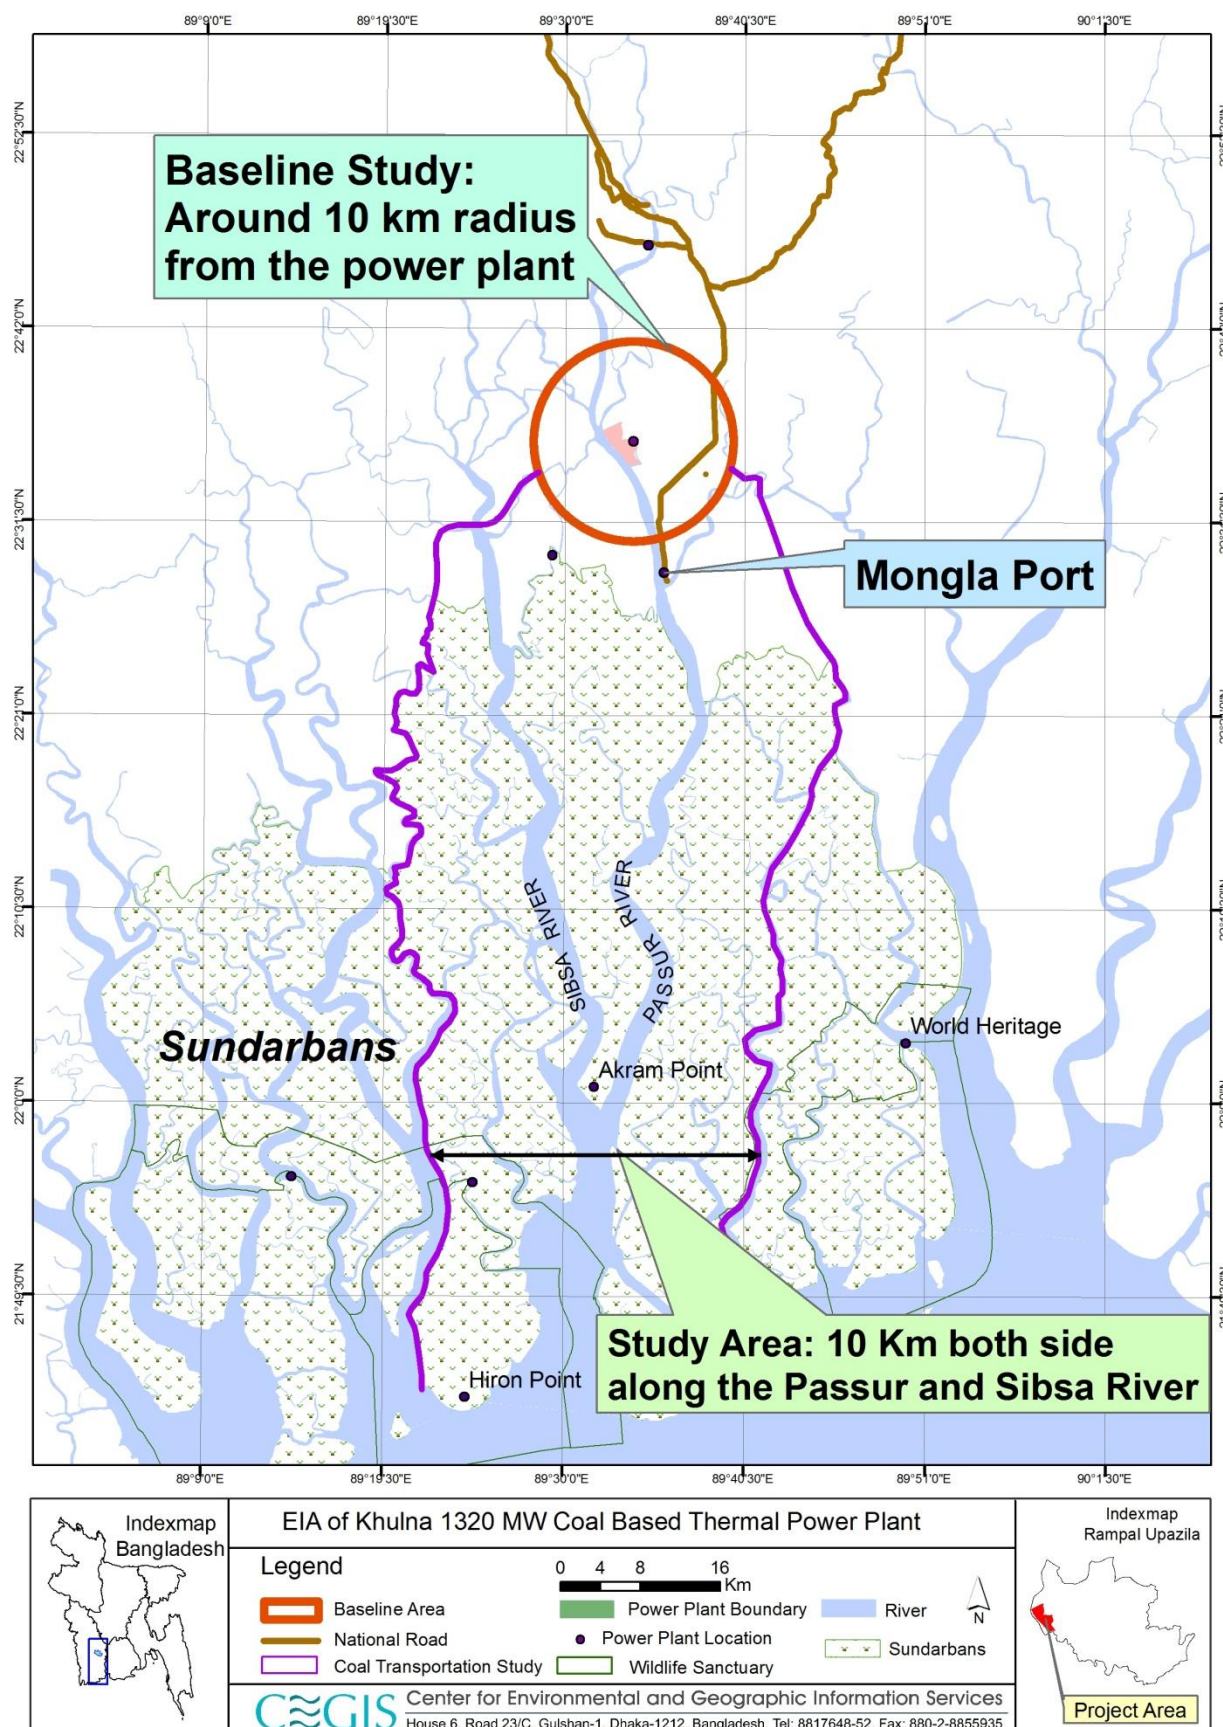 89°9'0"E 89°19'30"E 89°30'0"E 89°40'30"E 89°51'0"E 90°1'30"E
22°52'30"N
22°42'0"N
22°31'30"N
22°21'0"N
22°10'30"N
22°0'0"N
21°49'30"N
Baseline Study:
Around 10 km radius
from the power plant
Mongla Port
SIBSA RIVER
PASSUR RIVER
Sundarbans
World Heritage
Akram Point
Study Area: 10 Km both side
along the Passur and Sibsa River
Hiron Point
89°9'0"E 89°19'30"E 89°30'0"E 89°40'30"E 89°51'0"E 90°1'30"E
Indexmap
Bangladesh
EIA of Khulna 1320 MW Coal Based Thermal Power Plant
Legend
0 4 8 16
Km
Baseline Area
National Road
Coal Transportation Study
Power Plant Boundary
Power Plant Location
Wildlife Sanctuary
River
Sundarbans
N
Indexmap
Rampal Upazila
Project Area
CEGIS
Center for Environmental and Geographic Information Services
House 6, Road 23/C, Gulshan-1, Dhaka-1212, Bangladesh, Tel: 8817648-52, Fax: 880-2-8855935